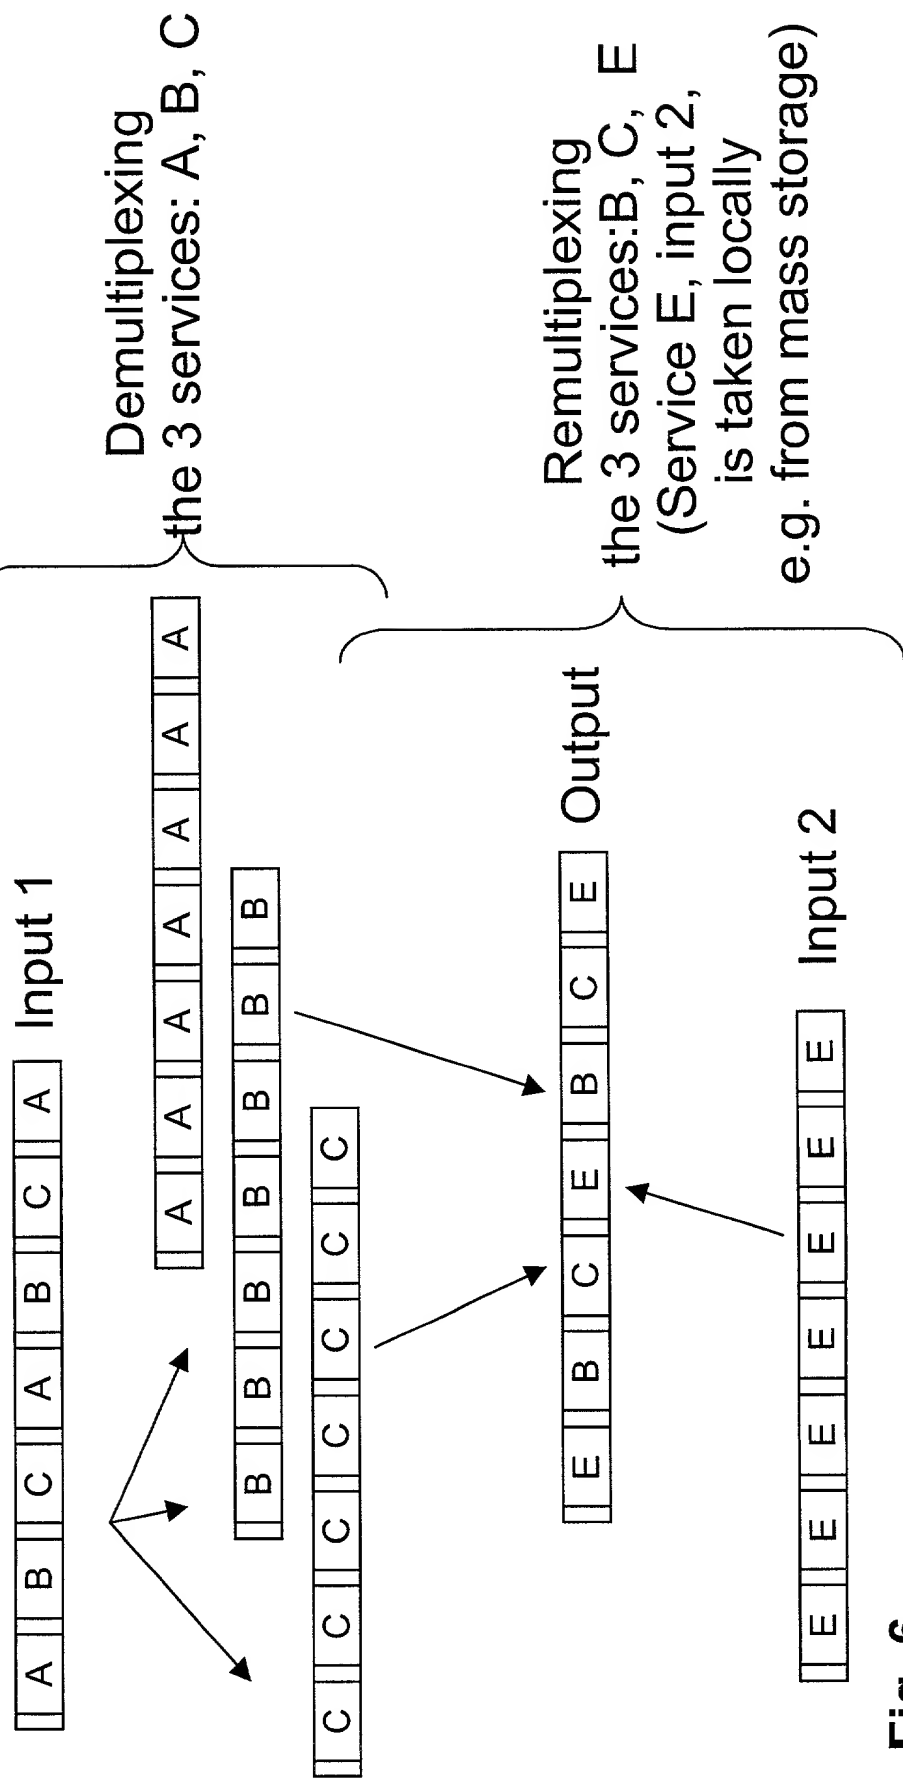 A B C A B C A Input 1
Demultiplexing
the 3 services: A, B, C
A A A A A A A
B B B B B B B
C C C C C C C
E B C E B C E Output
Remultiplexing
the 3 services:B, C, E
(Service E, input 2,
is taken locally
e.g. from mass storage)
E E E E E E E Input 2
Fig.